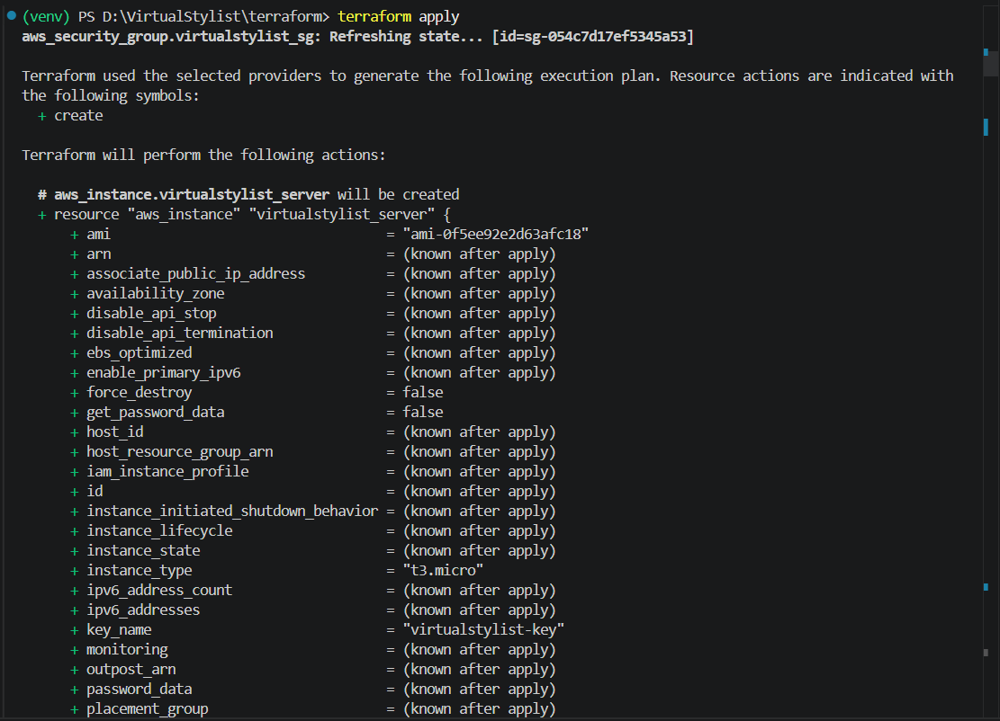 (venv) PS D:\VirtualStylist\terraform> terraform apply
aws_security_group.virtualstylist_sg: Refreshing state... [id=sg-054c7d17ef5345a53]
Terraform used the selected providers to generate the following execution plan. Resource actions are indicated with
the following symbols:
+ create
Terraform will perform the following actions:
# aws_instance.virtualstylist_server will be created
+ resource "aws_instance" "virtualstylist_server" {
+ ami = "ami-0f5ee92e2d63afc18"
+ arn = (known after apply)
+ associate_public_ip_address = (known after apply)
+ availability_zone = (known after apply)
+ disable_api_stop = (known after apply)
+ disable_api_termination = (known after apply)
+ ebs_optimized = (known after apply)
+ enable_primary_ipv6 = (known after apply)
+ force_destroy = false
+ get_password_data = false
+ host_id = (known after apply)
+ host_resource_group_arn = (known after apply)
+ iam_instance_profile = (known after apply)
+ id = (known after apply)
+ instance_initiated_shutdown_behavior = (known after apply)
+ instance_lifecycle = (known after apply)
+ instance_state = (known after apply)
+ instance_type = "t3.micro"
+ ipv6_address_count = (known after apply)
+ ipv6_addresses = (known after apply)
+ key_name = "virtualstylist-key"
+ monitoring = (known after apply)
+ outpost_arn = (known after apply)
+ password_data = (known after apply)
+ placement_group = (known after apply)